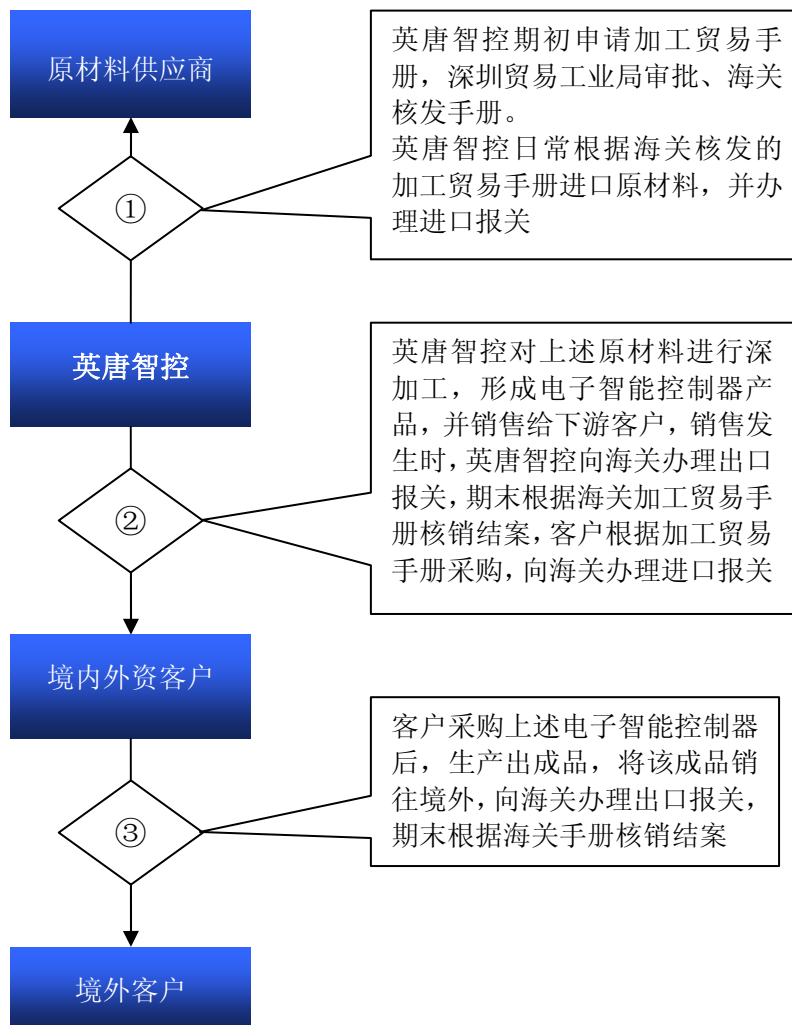 原材料供应商
英唐智控期初申请加工贸易手
册，深圳贸易工业局审批、海关
核发手册。
英唐智控日常根据海关核发的
加工贸易手册进口原材料，并办
理进口报关
①
英唐智控
英唐智控对上述原材料进行深
加工，形成电子智能控制器产
品，并销售给下游客户，销售发
生时，英唐智控向海关办理出口
报关，期末根据海关加工贸易手
册核销结案，客户根据加工贸易
手册采购，向海关办理进口报关
②
境内外资客户
客户采购上述电子智能控制器
后，生产出成品，将该成品销
往境外，向海关办理出口报关，
期末根据海关手册核销结案
③
境外客户